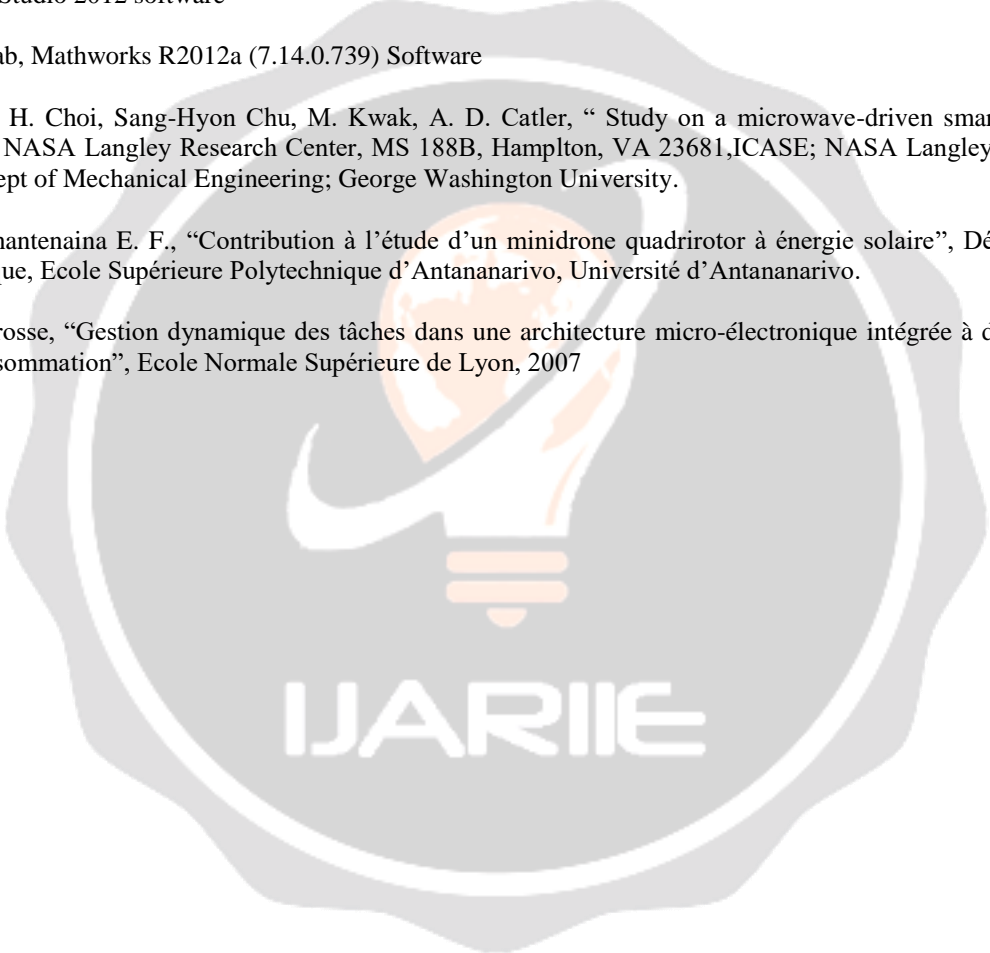 Studio 2012 software
ab, Mathworks R2012a (7.14.0.739) Software
H. Choi, Sang-Hyon Chu, M. Kwak, A. D. Catler, “ Study on a microwave-driven smar
NASA Langley Research Center, MS 188B, Hamplton, VA 23681,ICASE; NASA Langley
ept of Mechanical Engineering; George Washington University.
nantenaina E. F., “Contribution à l’étude d’un minidrone quadrirotor à énergie solaire”, Dé
que, Ecole Supérieure Polytechnique d’Antananarivo, Université d’Antananarivo.
rosse, “Gestion dynamique des tâches dans une architecture micro-électronique intégrée à d
sommation”, Ecole Normale Supérieure de Lyon, 2007
IJARIIE